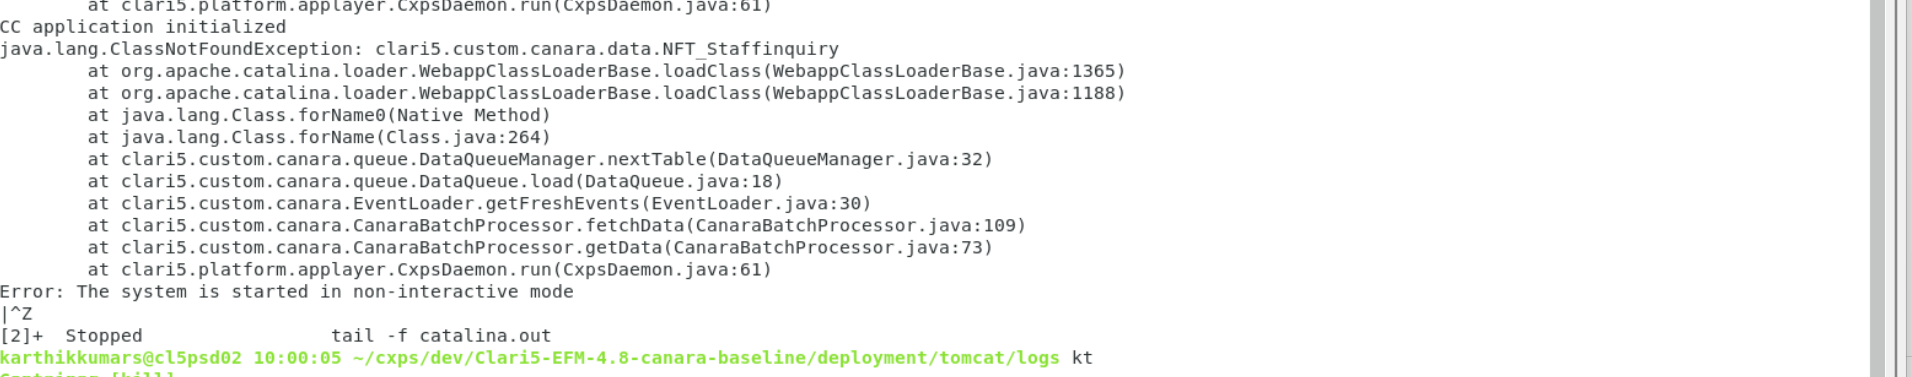 at clari5.platform.applayer.CxpsDaemon.run(CxpsDaemon.java:61)
CC application initialized
java.lang.ClassNotFoundException: clari5.custom.canara.data.NFT_Staffinquiry
at org.apache.catalina.loader.WebappClassLoaderBase.loadClass(WebappClassLoaderBase.java:1365)
at org.apache.catalina.loader.WebappClassLoaderBase.loadClass(WebappClassLoaderBase.java:1188)
at java.lang.Class.forName0(Native Method)
at java.lang.Class.forName(Class.java:264)
at clari5.custom.canara.queue.DataQueueManager.nextTable(DataQueueManager.java:32)
at clari5.custom.canara.queue.DataQueue.load(DataQueue.java:18)
at clari5.custom.canara.EventLoader.getFreshEvents(EventLoader.java:30)
at clari5.custom.canara.CanaraBatchProcessor.fetchData(CanaraBatchProcessor.java:109)
at clari5.custom.canara.CanaraBatchProcessor.getData(CanaraBatchProcessor.java:73)
at clari5.platform.applayer.CxpsDaemon.run(CxpsDaemon.java:61)
Error: The system is started in non-interactive mode
|^Z
[2]+  Stopped                 tail -f catalina.out
karthikkumars@cl5psd02 10:00:05 ~/cxps/dev/Clari5-EFM-4.8-canara-baseline/deployment/tomcat/logs kt